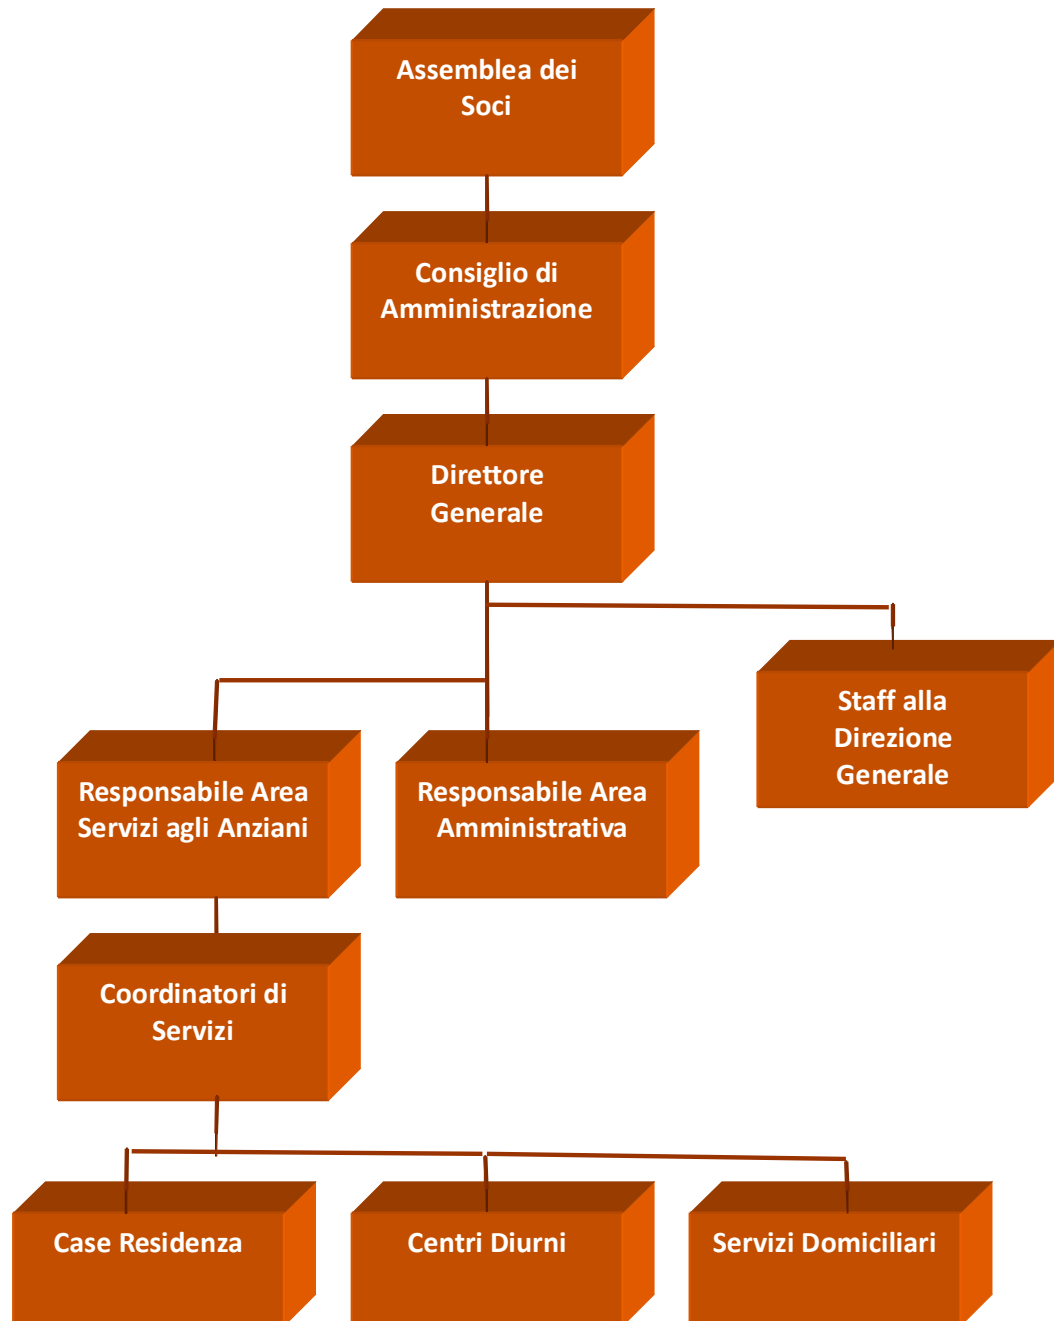 Assemblea dei
Soci
Consiglio di
Amministrazione
Direttore
Generale
Staff alla
Direzione
Generale
Responsabile Area
Servizi agli Anziani
Responsabile Area
Amministrativa
Coordinatori di
Servizi
Case Residenza
Centri Diurni
Servizi Domiciliari